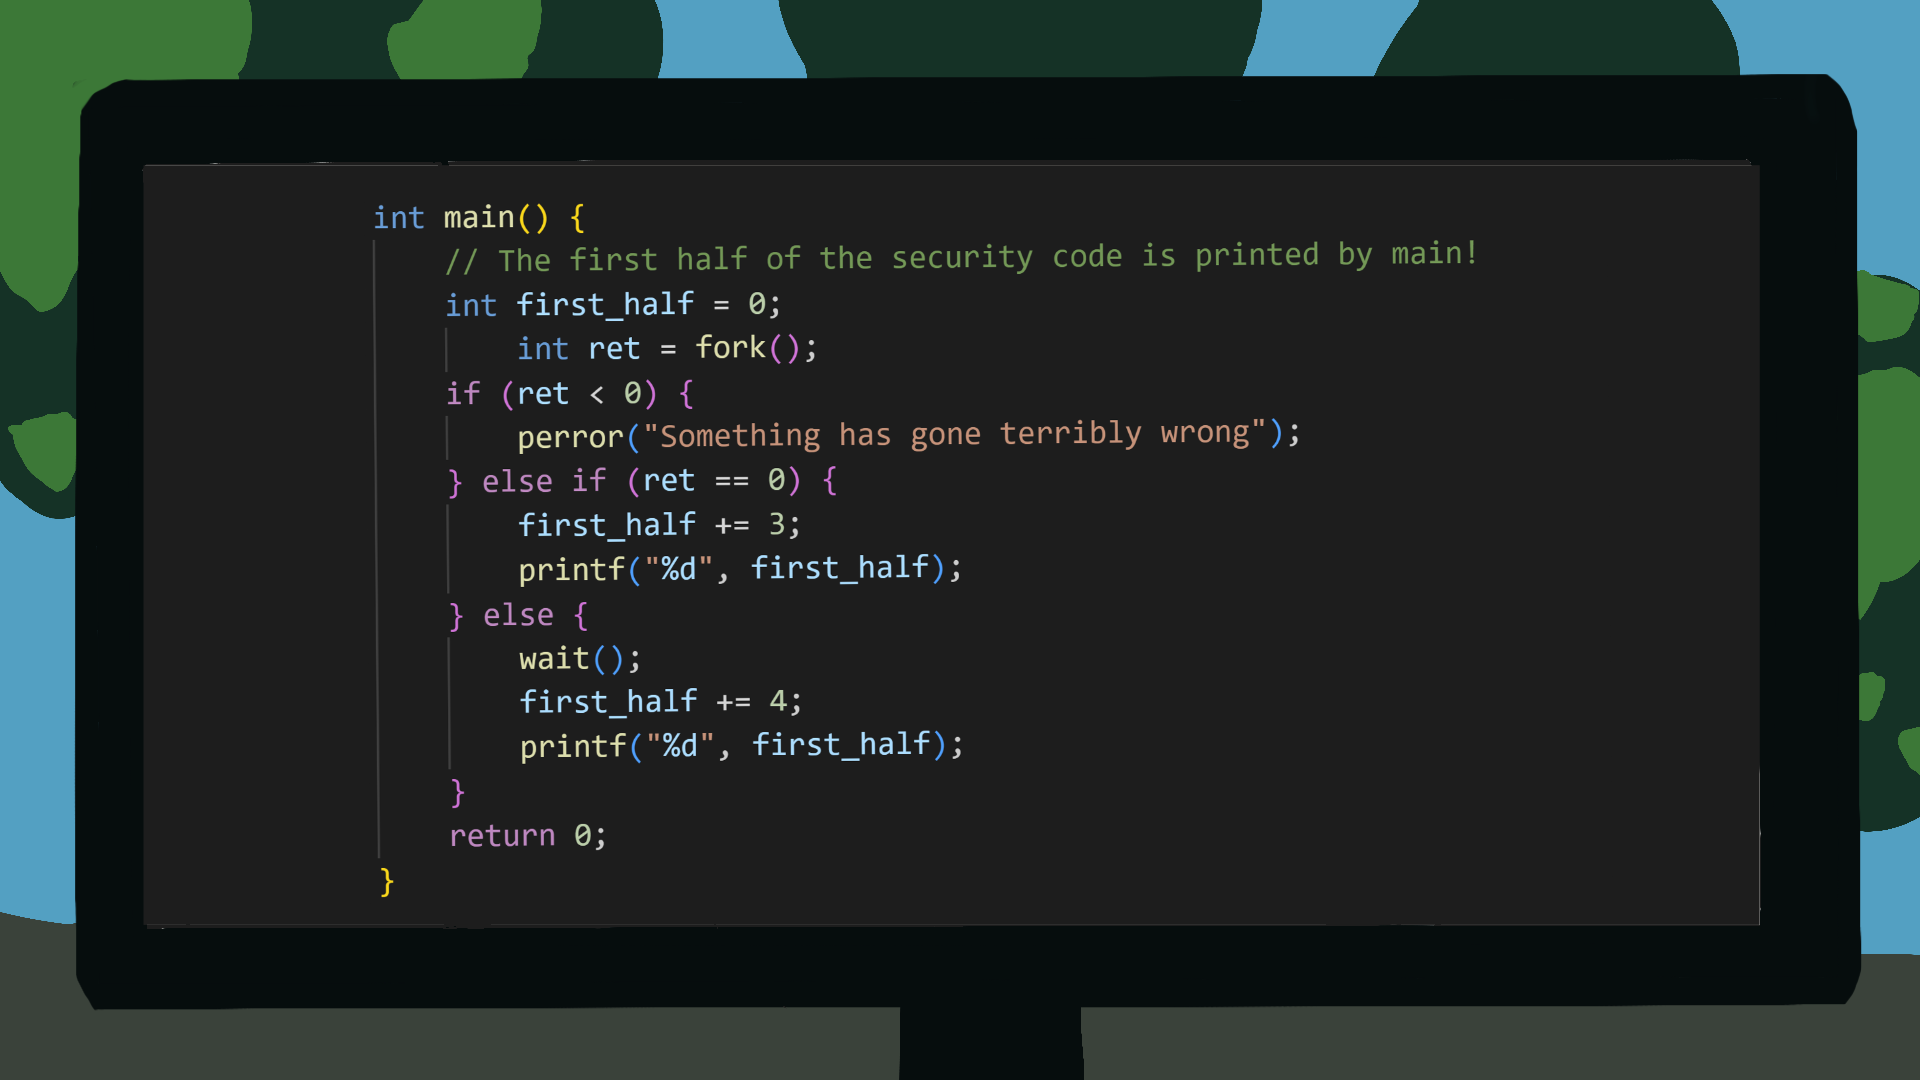 int main() {
// The first half of the security code is printed by main!
int first_half = 0;
int ret = fork();
if (ret < 0) {
perror("Something has gone terribly wrong");
} else if (ret == 0) {
first_half += 3;
printf("%d", first_half);
} else {
wait();
first_half += 4;
printf("%d", first_half);
}
return 0;
}